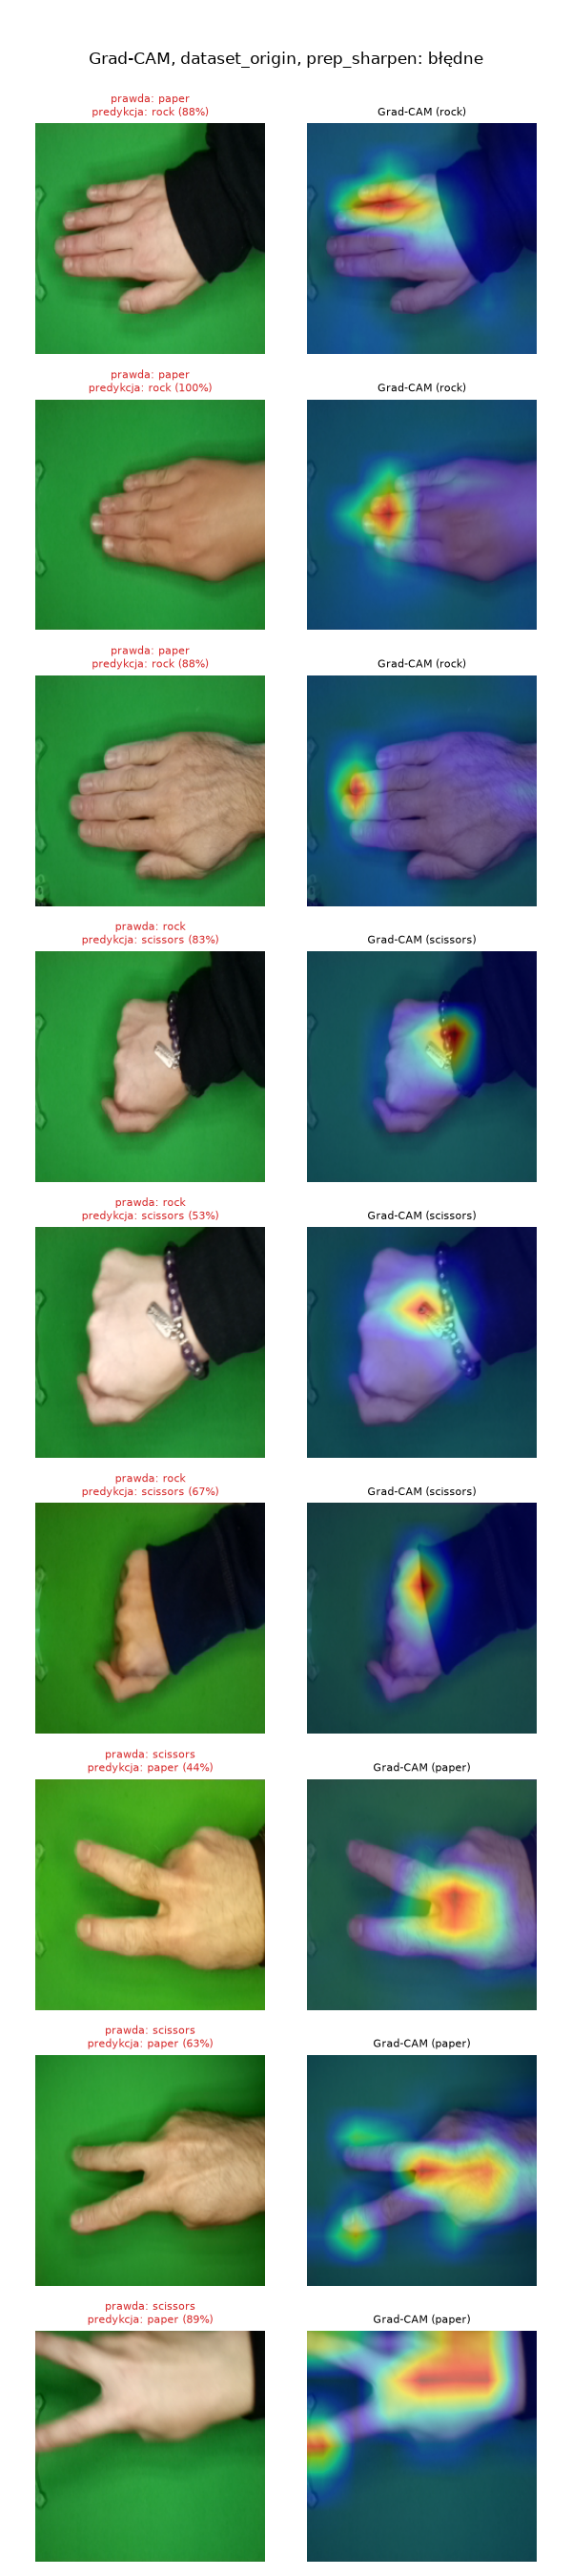 Grad-CAM, dataset_origin, prep_sharpen: błędne
prawda: paper
predykcja: rock (88%)
Grad-CAM (rock)
prawda: paper
predykcja: rock (100%)
Grad-CAM (rock)
prawda: paper
predykcja: rock (88%)
Grad-CAM (rock)
prawda: rock
predykcja: scissors (83%)
Grad-CAM (scissors)
prawda: rock
predykcja: scissors (53%)
Grad-CAM (scissors)
prawda: rock
predykcja: scissors (67%)
Grad-CAM (scissors)
prawda: scissors
predykcja: paper (44%)
Grad-CAM (paper)
prawda: scissors
predykcja: paper (63%)
Grad-CAM (paper)
prawda: scissors
predykcja: paper (89%)
Grad-CAM (paper)